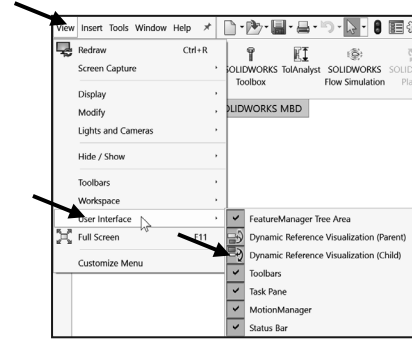 View Insert Tools Window Help
Redraw Ctrl+R
Screen Capture
Display
Modify
Lights and Cameras
Hide / Show
Toolbars
Workspace
User Interface
Full Screen F11
Customize Menu
SOLIDWORKS Toolbox
TolAnalyst
SOLIDWORKS Flow Simulation
FeatureManager Tree Area
Dynamic Reference Visualization (Parent)
Dynamic Reference Visualization (Child)
Toolbars
Task Pane
MotionManager
Status Bar